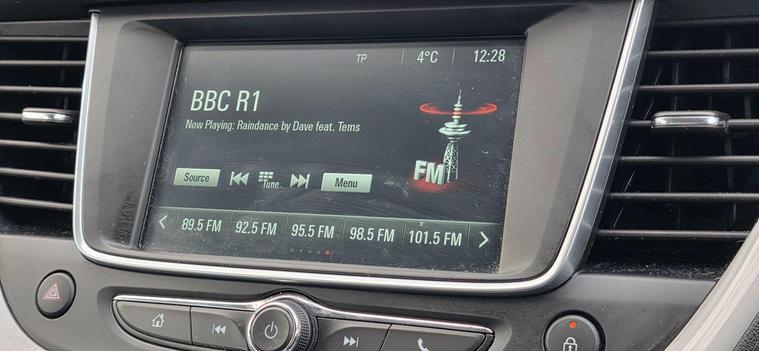 TP 4°C 12:28
BBC R1
Now Playing: Raindance by Dave feat. Tems
FM
Source Tune Menu
89.5 FM 92.5 FM 95.5 FM 98.5 FM 101.5 FM